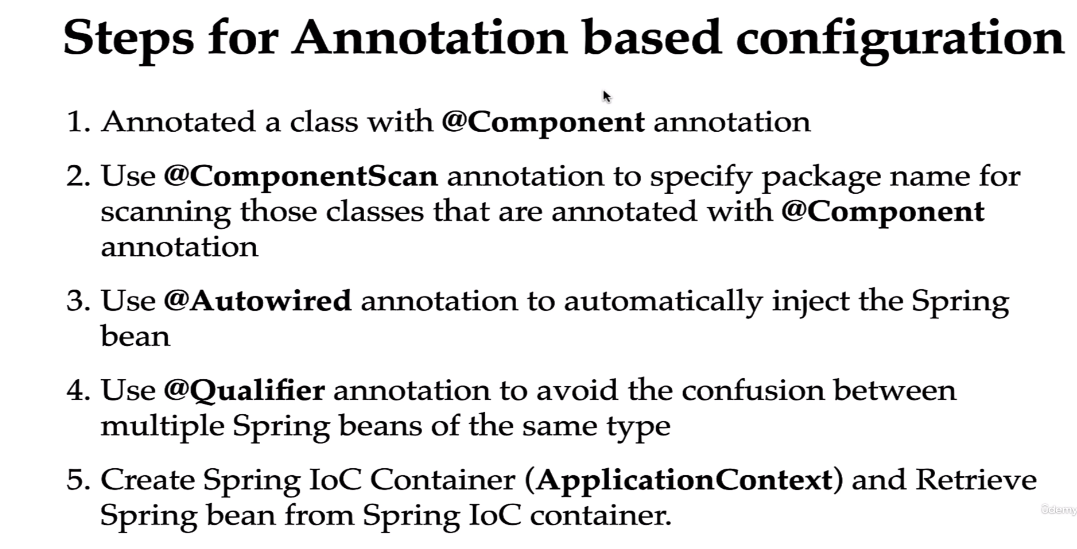 Steps for Annotation based configuration
1. Annotated a class with @Component annotation
2. Use @ComponentScan annotation to specify package name for
scanning those classes that are annotated with @Component
annotation
3. Use @Autowired annotation to automatically inject the Spring
bean
4. Use @Qualifier annotation to avoid the confusion between
multiple Spring beans of the same type
5. Create Spring IoC Container (ApplicationContext) and Retrieve
Spring bean from Spring IoC container.
ûdemy